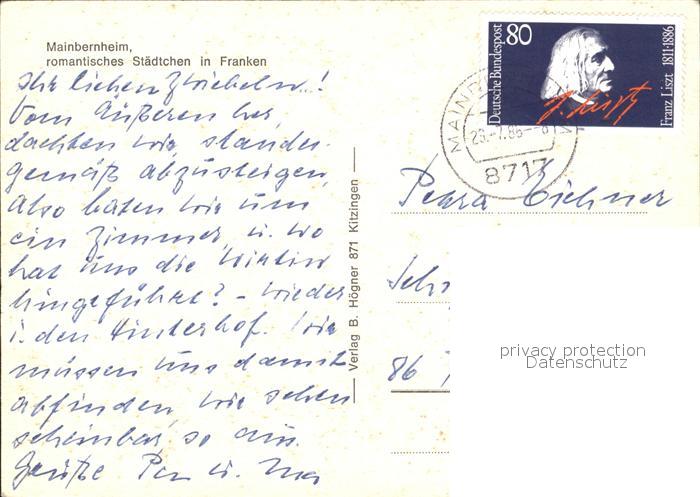 Mainbernheim,
romantisches Städtchen in Franken
Ihr lieben Zwiebeln..!
Vom Äußeren her,
dachten wir, standes-
gemäß abzusteigen,
also baten wir um
ein Zimmer, u. wo
hat uns die Wirtin
hingeführt? - Wieder
i. den Hinterhof. Wir
müssen uns damit
abfinden, wir sehen
scheinbar so aus.
Grüße
Verlag B. Högner 871 Kitzingen
Deutsche Bundespost
80
Franz Liszt 1811-1886
F. Liszt
8717
Petra Eichner
86
privacy protection
Datenschutz